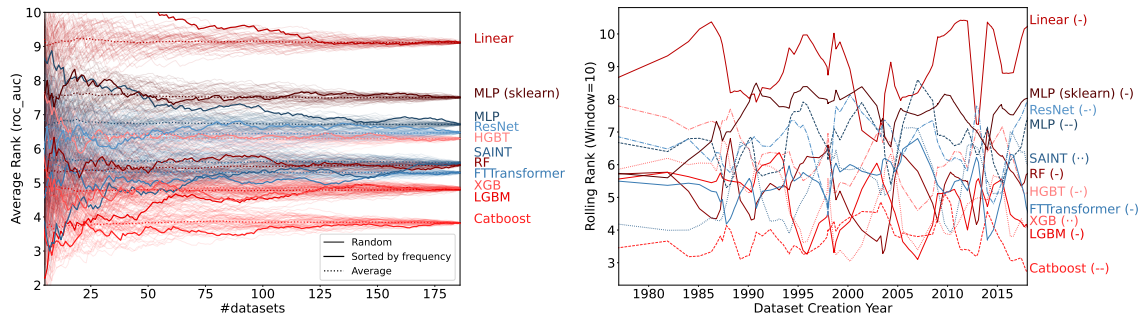 10
9
8
7
6
5
4
3
2
Average Rank (roc_auc)
25
50
75
100
125
150
175
#datasets
Linear
MLP (sklearn)
MLP
ResNet
HGBT
SAINT
RF
FTTransformer
XGB
LGBM
Catboost
Random
Sorted by frequency
Average
10
9
8
7
6
5
4
3
Rolling Rank (Window=10)
1980
1985
1990
1995
2000
2005
2010
2015
Dataset Creation Year
Linear (-)
MLP (sklearn) (-)
ResNet (-·)
MLP (--)
SAINT (··)
RF (-)
HGBT (-·)
FTTransformer (-)
XGB (··)
LGBM (-)
Catboost (--)